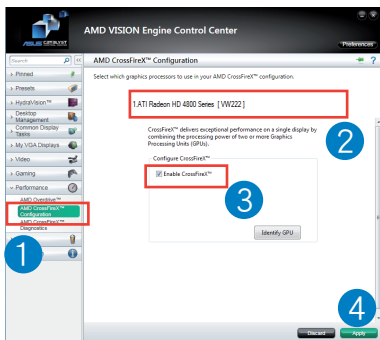 ASUS CATALYST
AMD VISION Engine Control Center
Preferences
Search
AMD CrossFireX™ Configuration
?
Pinned
Presets
HydraVision™
Desktop
Management
Common Display
Tasks
My VGA Displays
Video
Gaming
Performance
AMD Overdrive™
AMD CrossFireX™
Configuration
AMD CrossFireX™
Diagnostics
Select which graphics processors to use in your AMD CrossFireX™ configuration.
1.ATI Radeon HD 4800 Series [ VW222 ]
CrossFireX™ delivers exceptional performance on a single display by
combining the processing power of two or more Graphics
Processing Units (GPUs).
Configure CrossFireX™
Enable CrossFireX™
Identify GPU
1
2
3
4
Discard
Apply